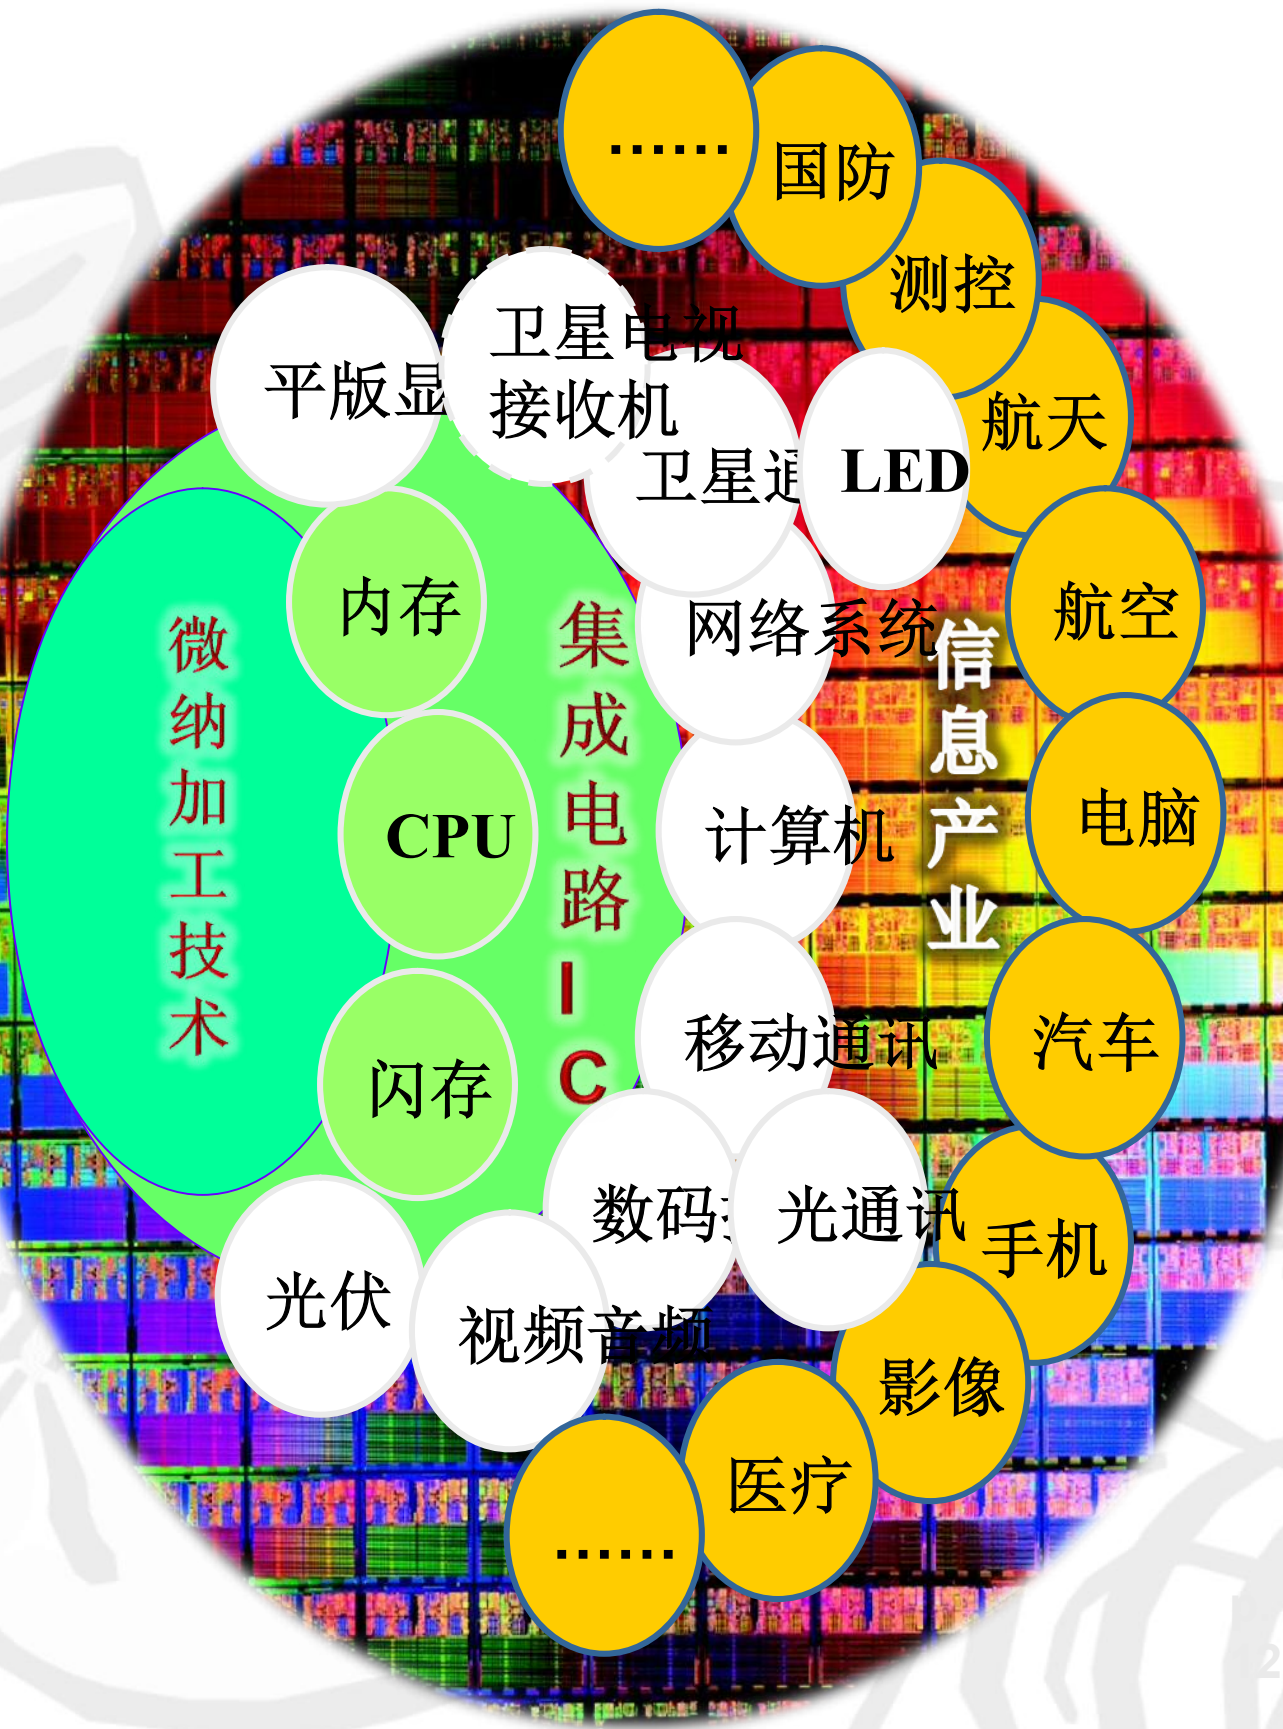 ……
国防
测控
航天
航空
电脑
汽车
手机
影像
医疗
……
平版显
卫星电视
接收机
卫星通
LED
网络系统
计算机
移动通讯
数码
光通讯
视频音频
光伏
内存
CPU
闪存
微纳加工技术
集成电路IC
信息产业
2